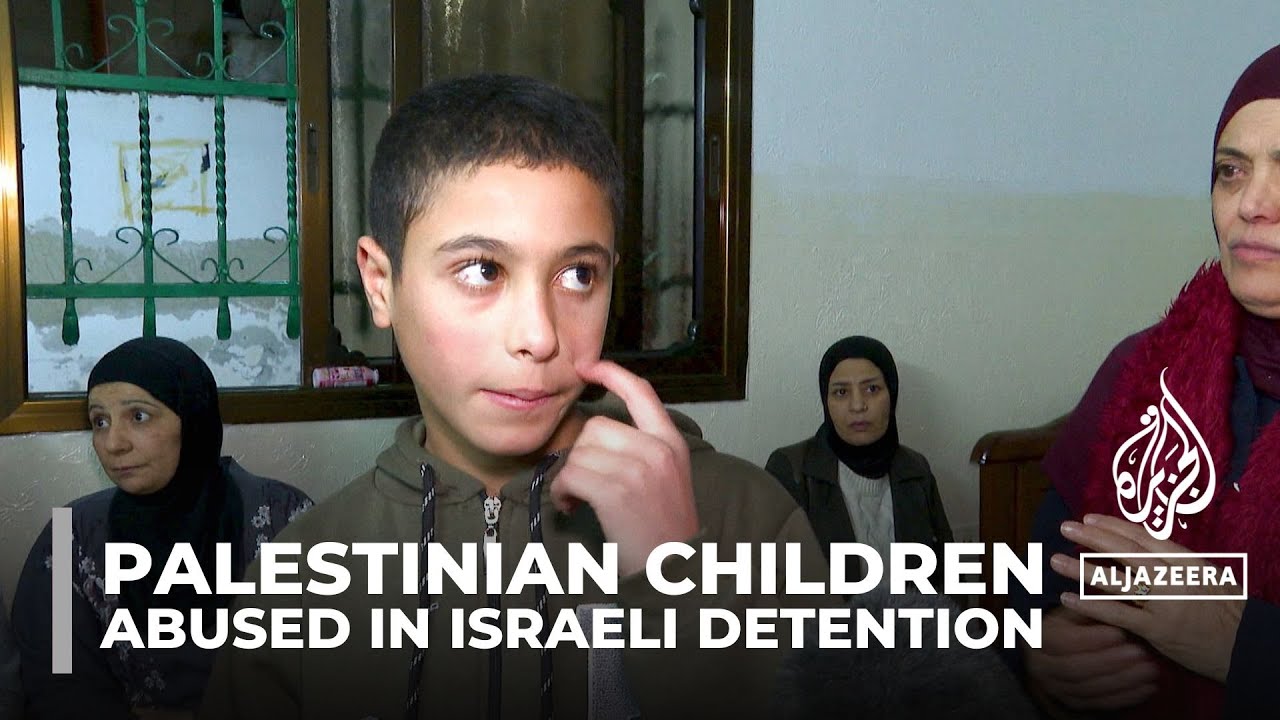 PALESTINIAN CHILDREN
ABUSED IN ISRAELI DETENTION
الجزيرة
ALJAZEERA